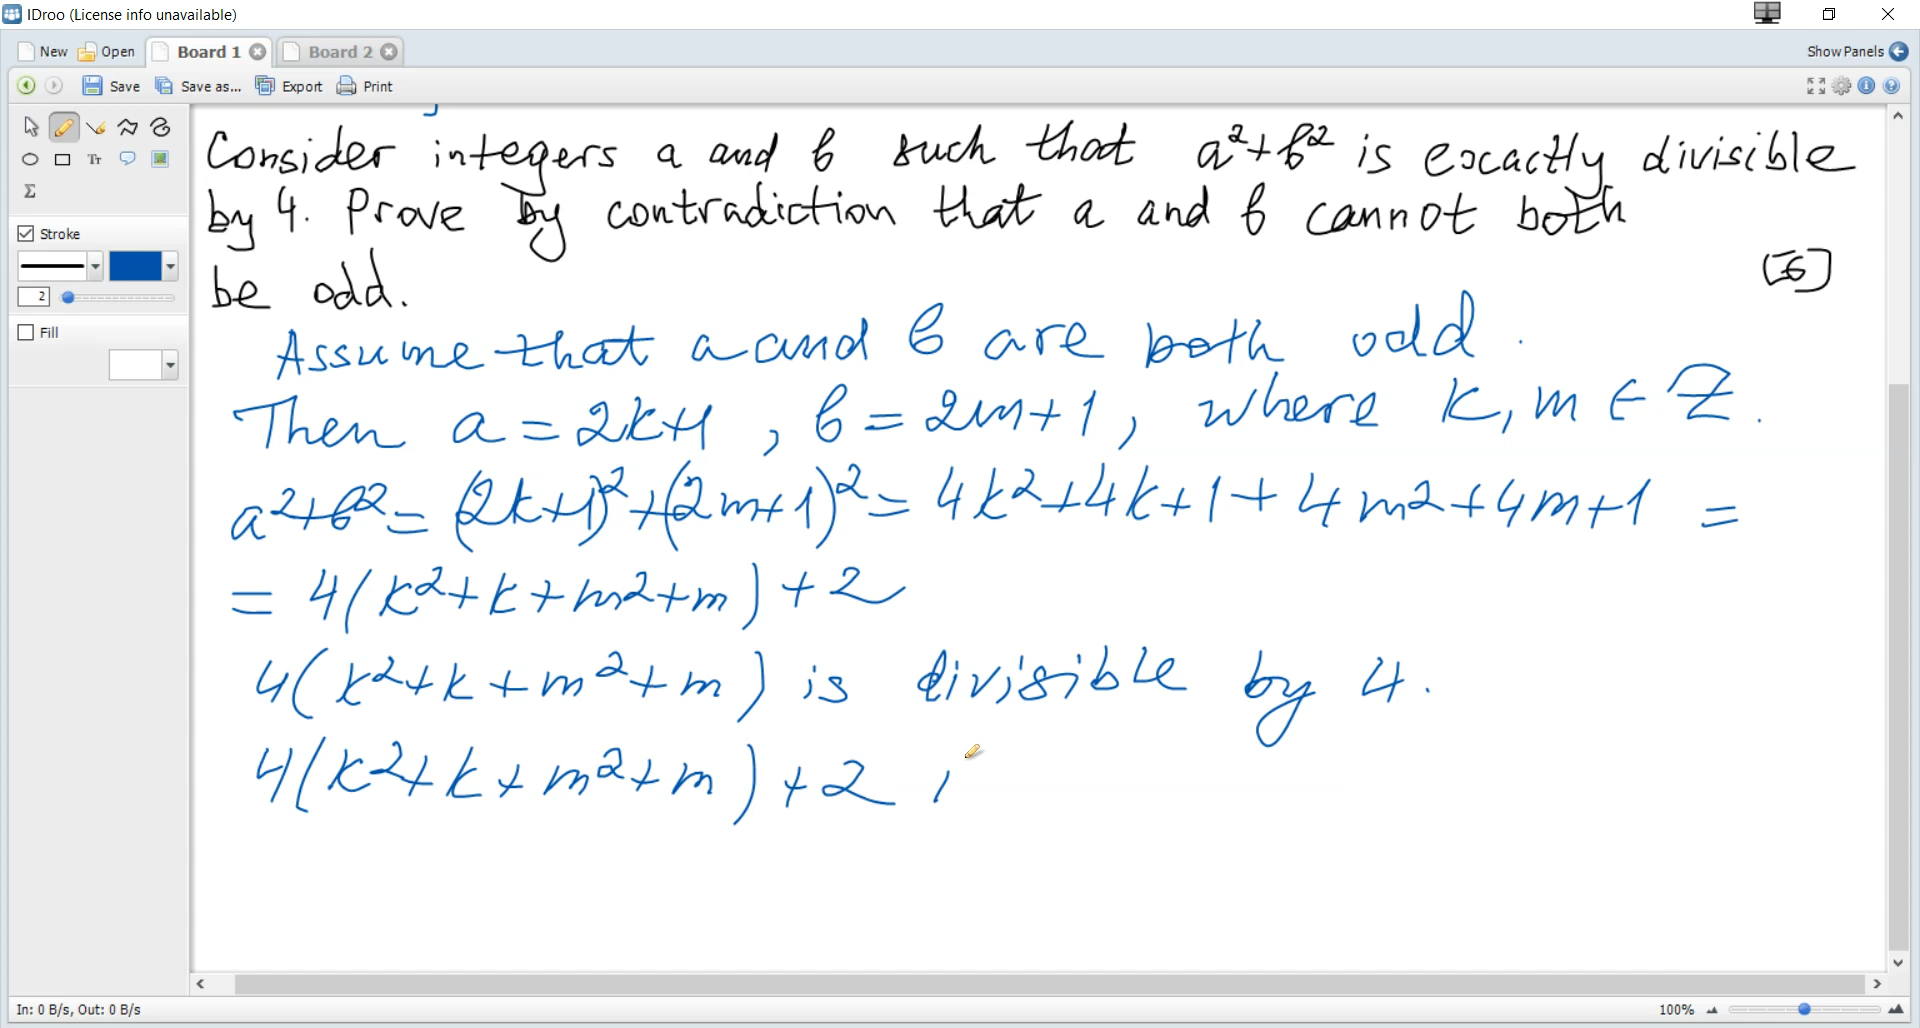 IDroo (License info unavailable)
New Open Board 1 Board 2 Show Panels
Save Save as... Export Print
Consider integers a and b such that a²+b² is exactly divisible
by 4. Prove by contradiction that a and b cannot both
be odd. [6]
Assume that a and b are both odd.
Then a = 2k+1, b = 2m+1, where k, m ∈ ℤ.
a²+b² = (2k+1)²+(2m+1)² = 4k²+4k+1+4m²+4m+1 =
= 4(k²+k+m²+m)+2
4(k²+k+m²+m) is divisible by 4.
4(k²+k+m²+m)+2
Tr
Σ
Stroke
2
Fill
In: 0 B/s, Out: 0 B/s 100%